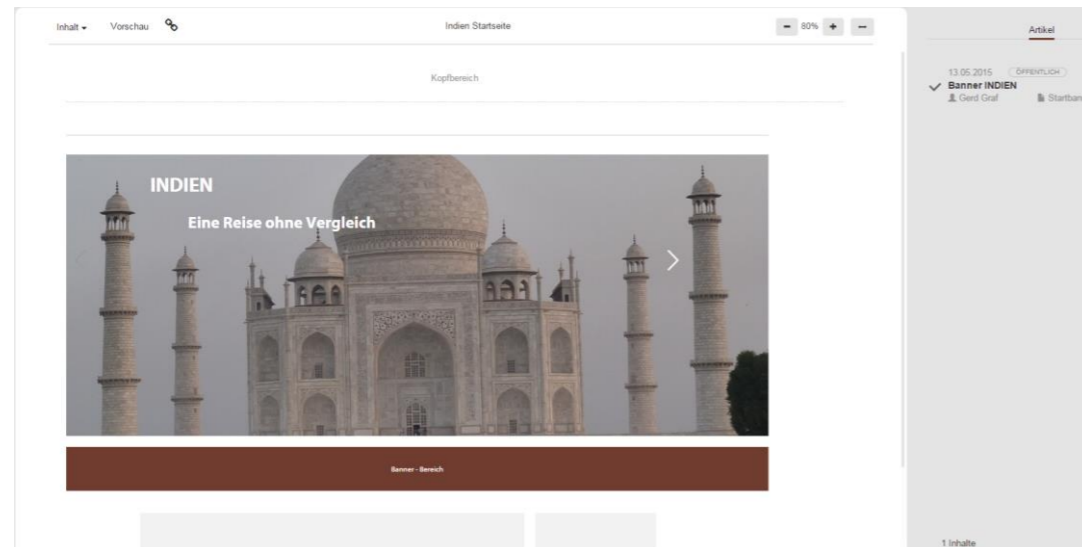 Inhalt Vorschau Indien Startseite 80%
Kopfbereich
INDIEN
Eine Reise ohne Vergleich
Banner - Bereich
Artikel
13.05.2015 ÖFFENTLICH
Banner INDIEN
Gerd Graf Startban
1 Inhalte